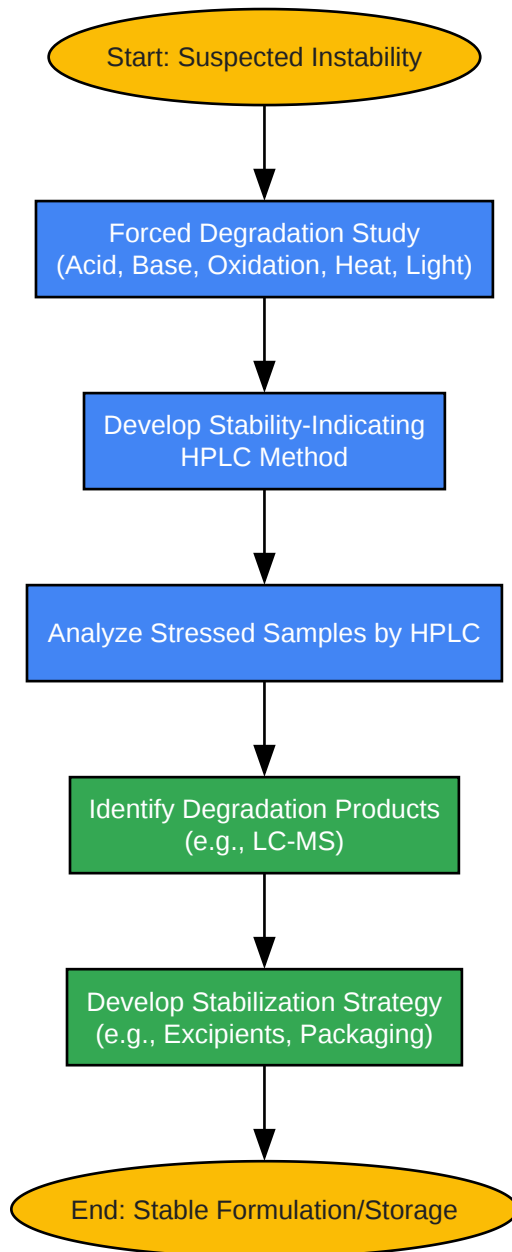 Start: Suspected Instability
Forced Degradation Study
(Acid, Base, Oxidation, Heat, Light)
Develop Stability-Indicating
HPLC Method
Analyze Stressed Samples by HPLC
Identify Degradation Products
(e.g., LC-MS)
Develop Stabilization Strategy
(e.g., Excipients, Packaging)
End: Stable Formulation/Storage